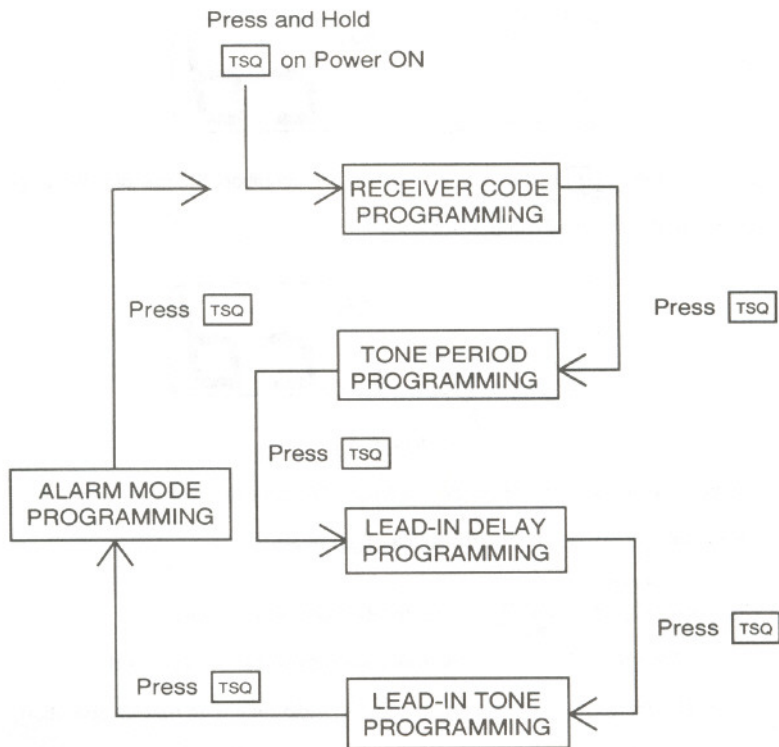 Press and Hold
TSQ on Power ON
RECEIVER CODE
PROGRAMMING
Press TSQ
Press TSQ
TONE PERIOD
PROGRAMMING
Press TSQ
ALARM MODE
PROGRAMMING
LEAD-IN DELAY
PROGRAMMING
Press TSQ
Press TSQ
LEAD-IN TONE
PROGRAMMING